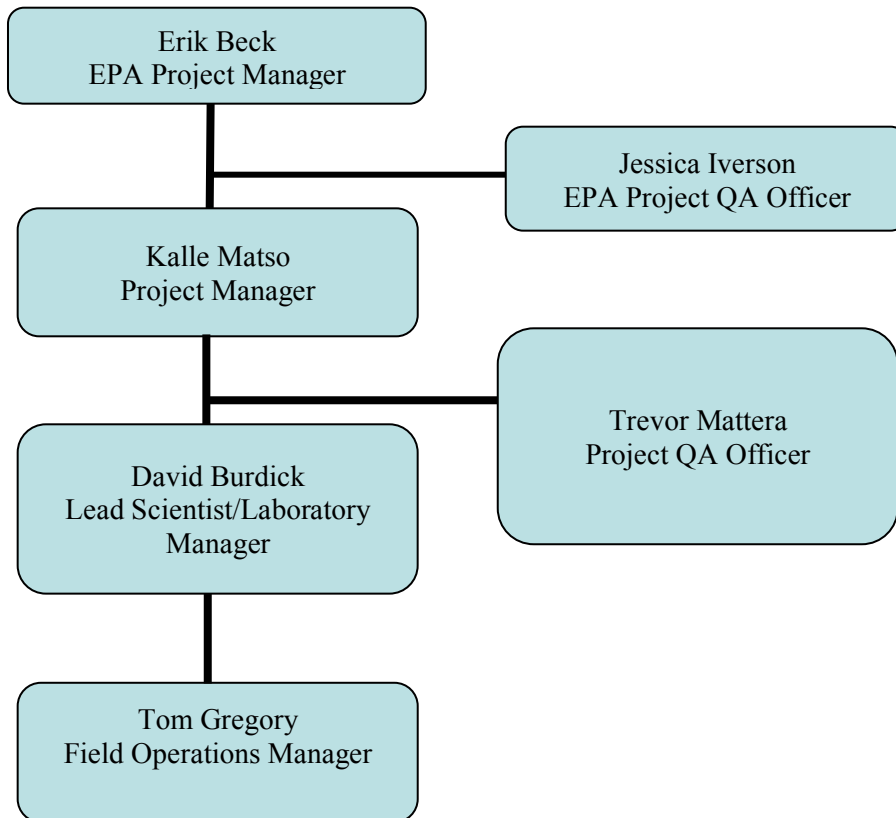 Erik Beck
EPA Project Manager
Jessica Iverson
EPA Project QA Officer
Kalle Matso
Project Manager
Trevor Mattera
Project QA Officer
David Burdick
Lead Scientist/Laboratory
Manager
Tom Gregory
Field Operations Manager